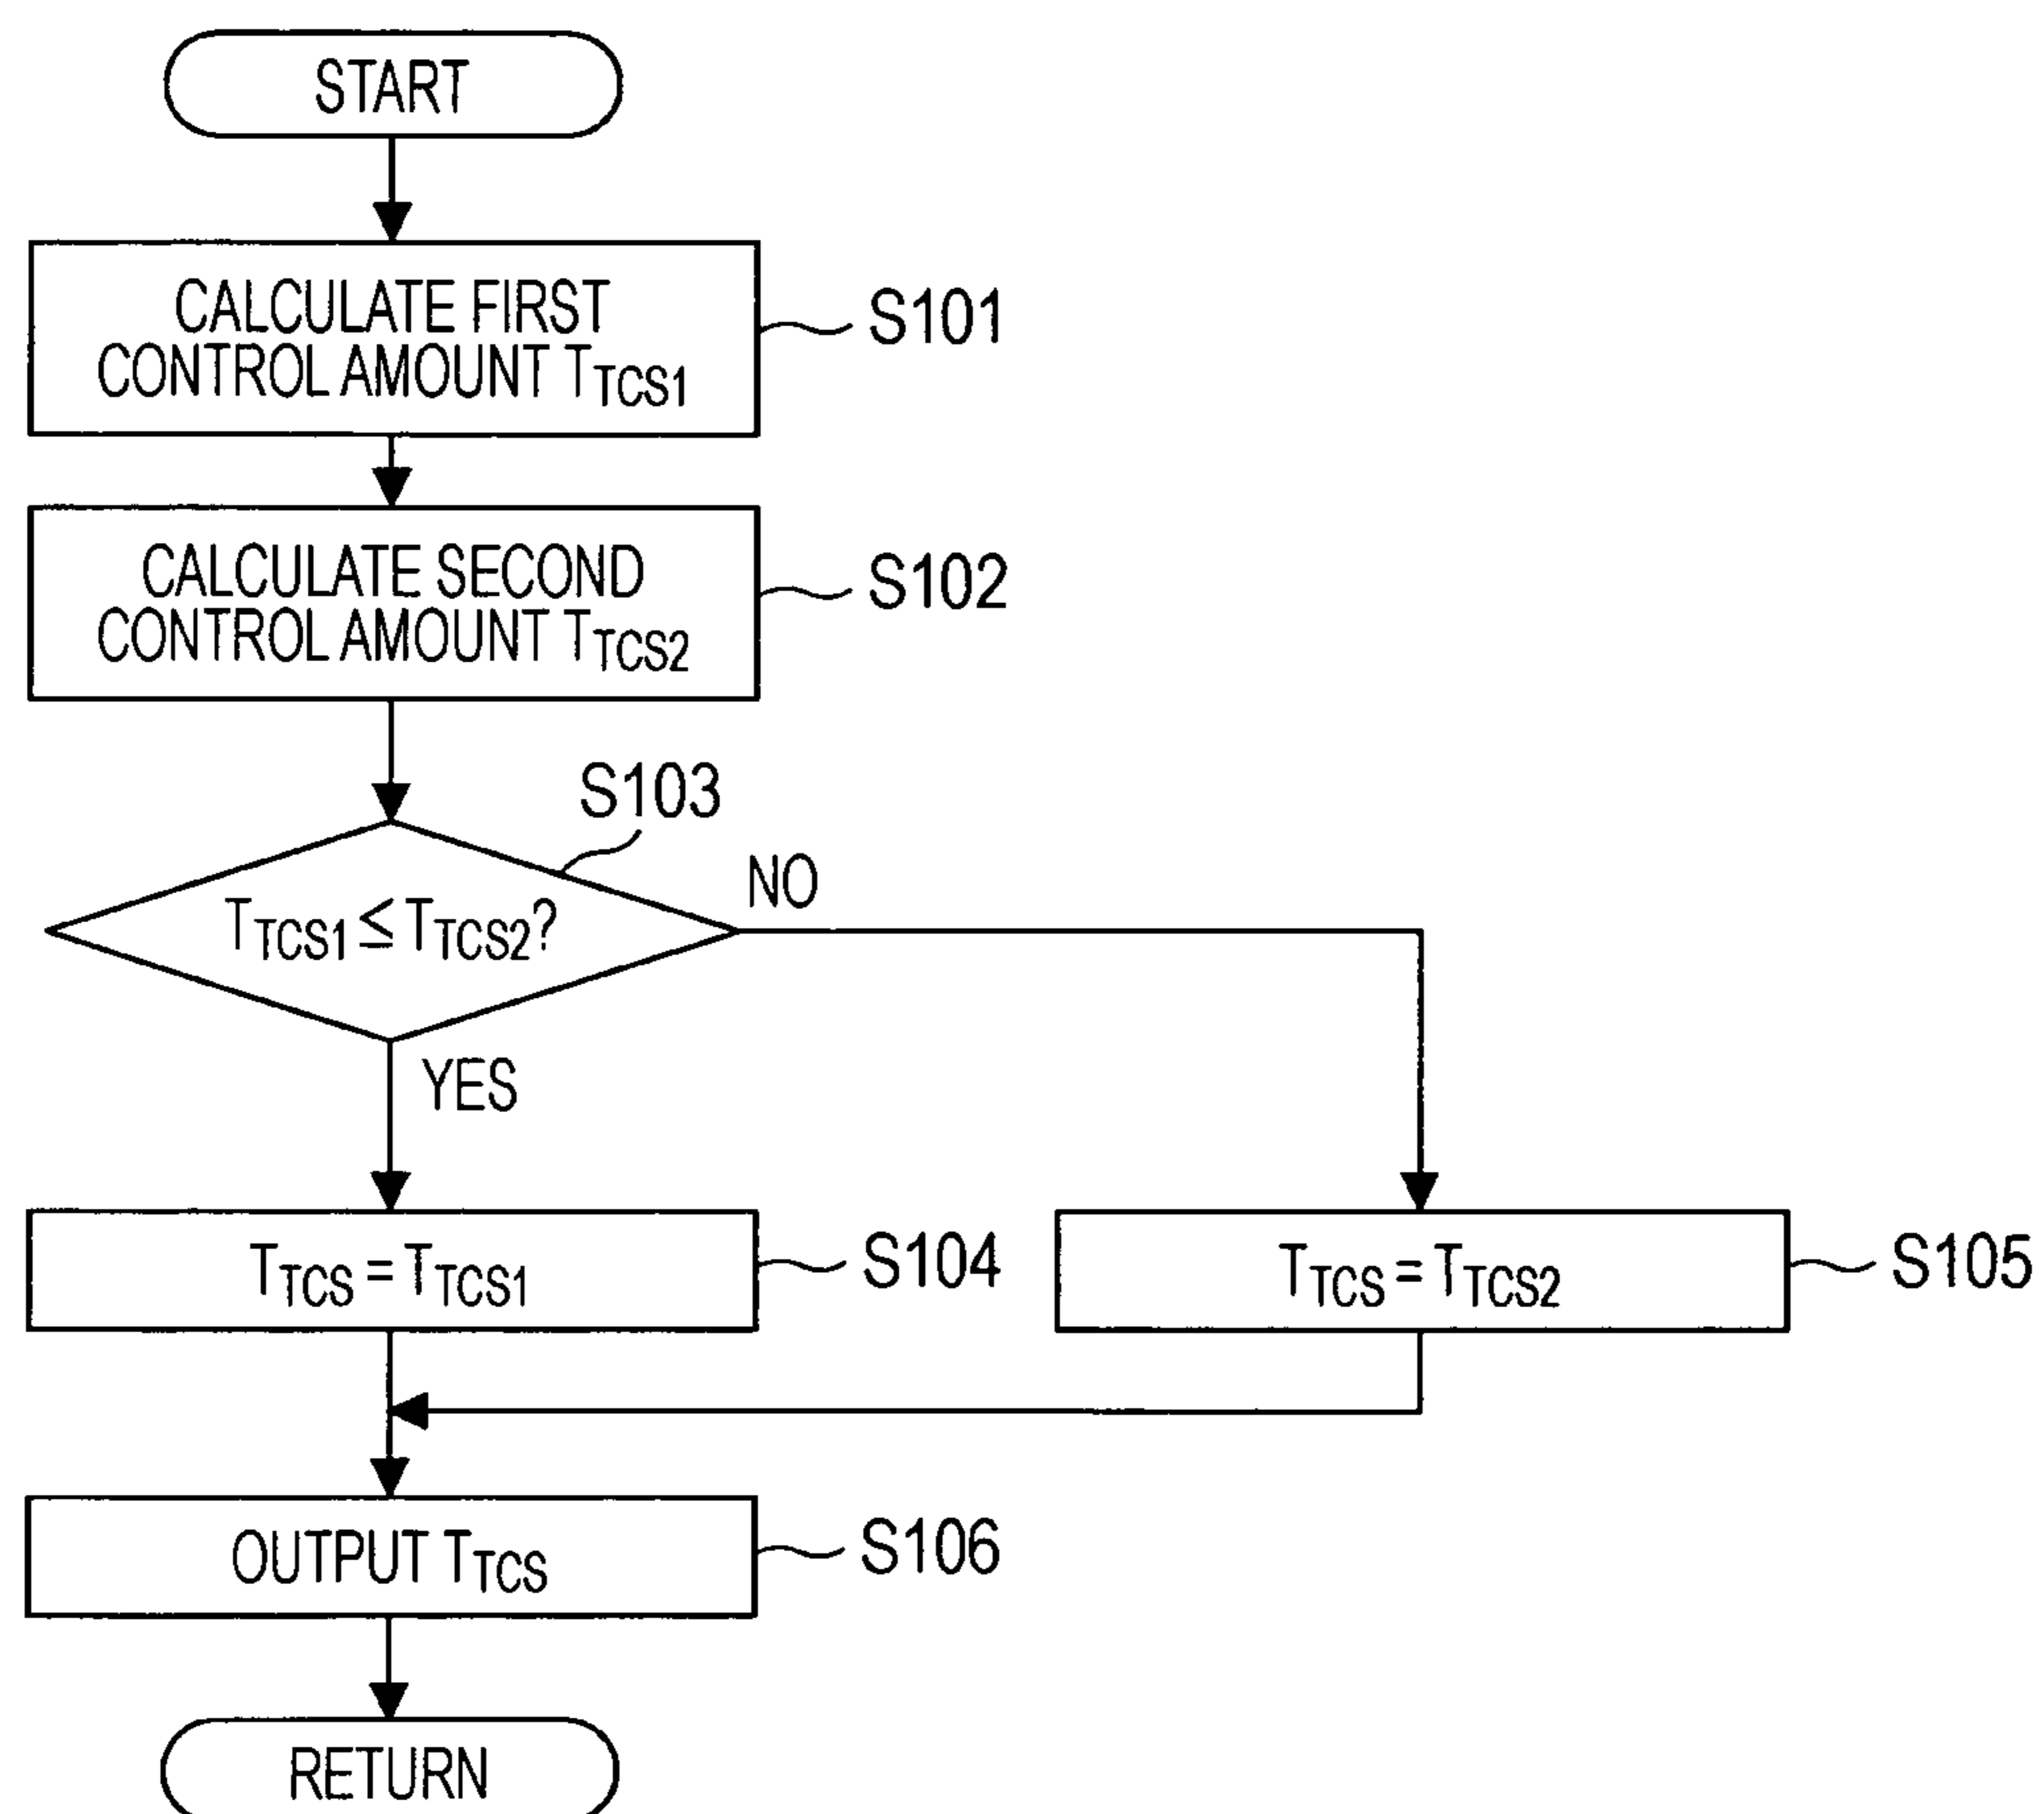 START
CALCULATE FIRST
CONTROL AMOUNT TTCS1
S101
CALCULATE SECOND
CONTROL AMOUNT TTCS2
S102
S103
TTCS1 ≤ TTCS2?
NO
YES
TTCS = TTCS1
S104
TTCS = TTCS2
S105
OUTPUT TTCS
S106
RETURN